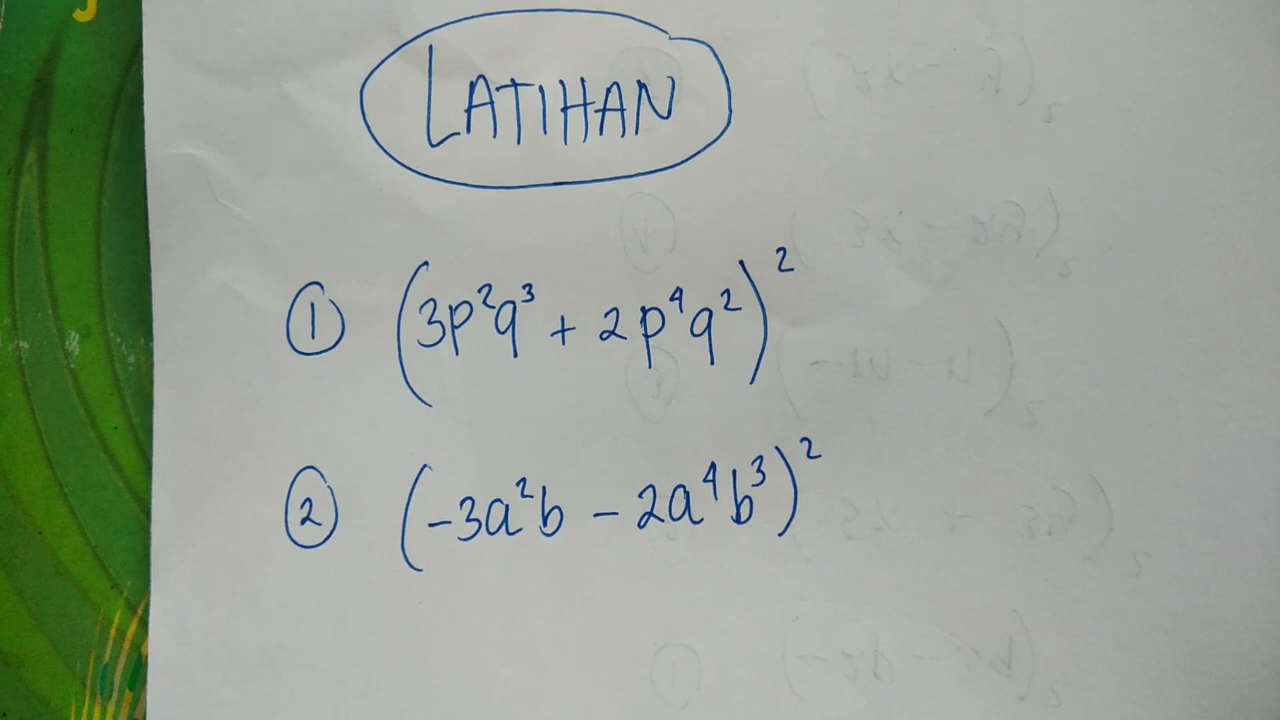 LATIHAN
① (3p²q³ + 2p⁴q²)²
② (-3a²b - 2a⁴b³)²